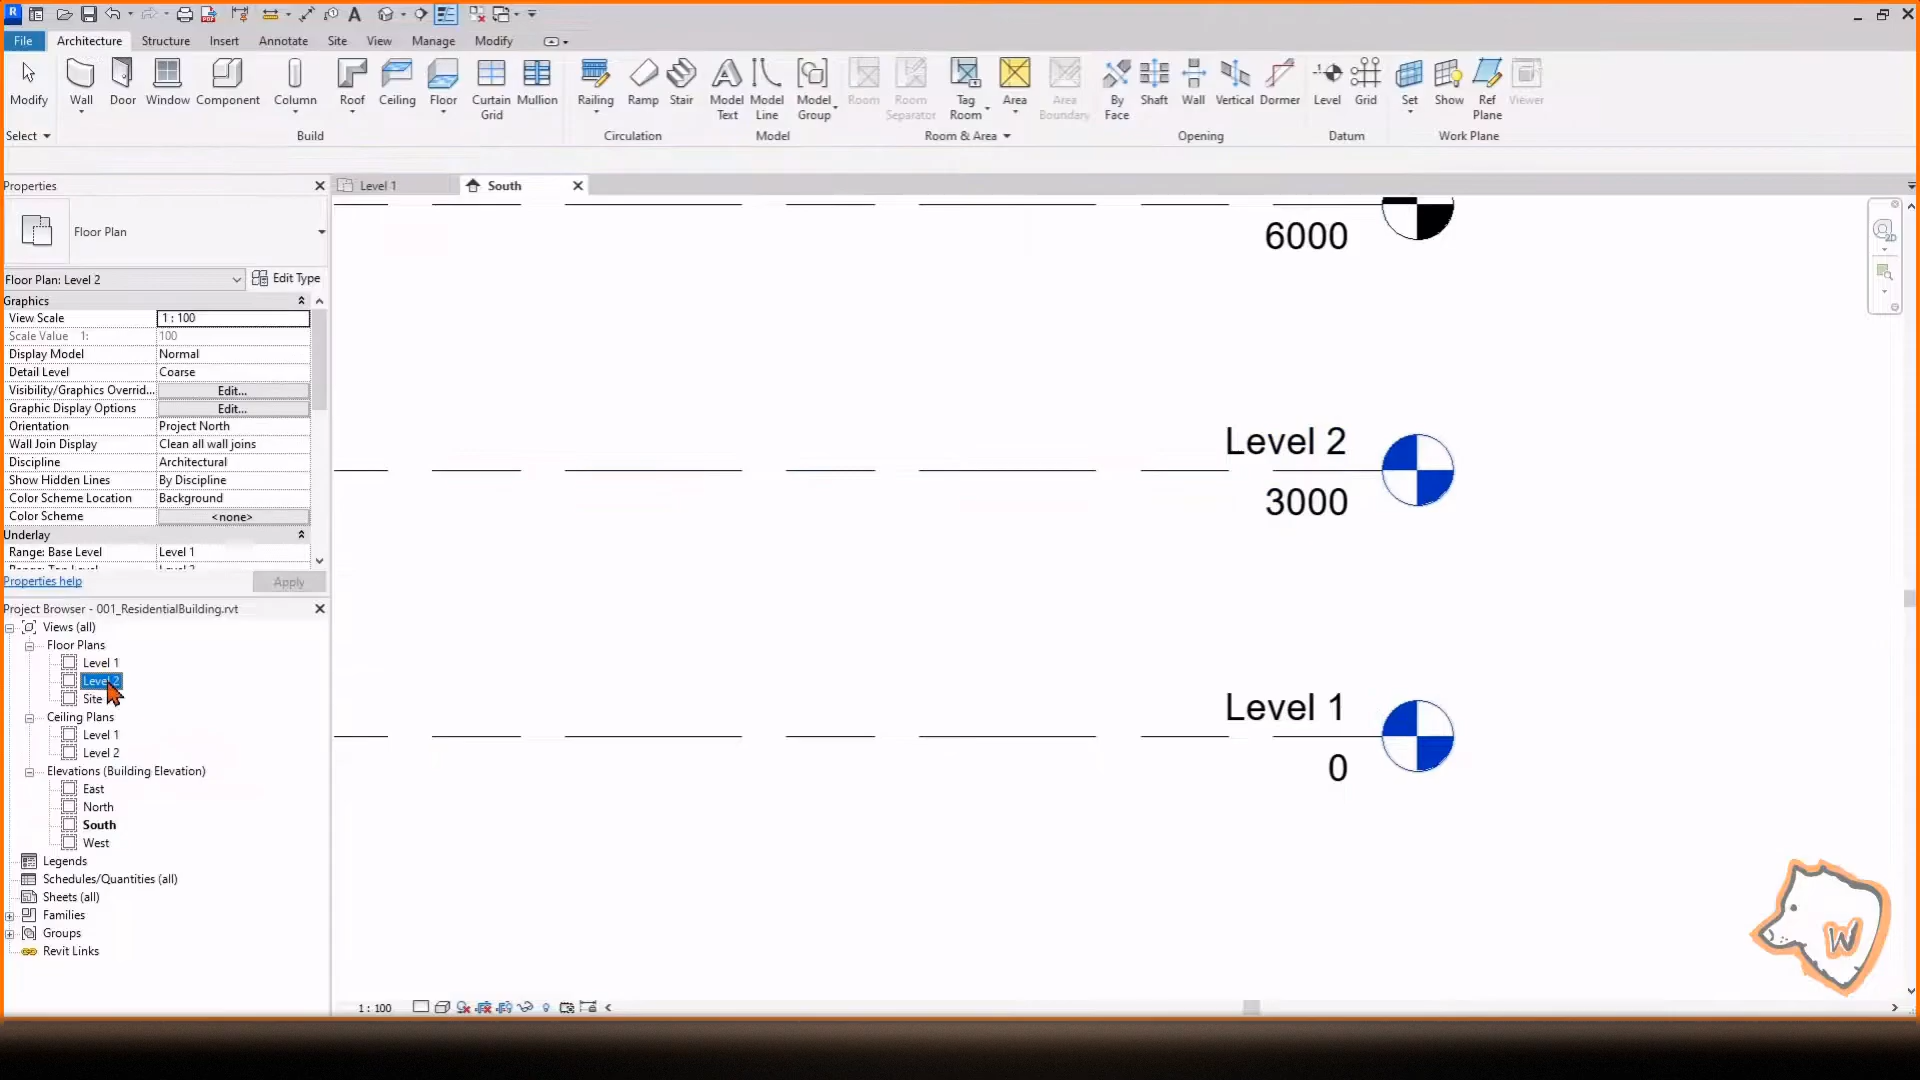 File Architecture Structure Insert Annotate Site View Manage Modify
Modify Wall Door Window Component Column Roof Ceiling Floor Curtain Grid Mullion Railing Ramp Stair Model Text Model Line Model Group Room Room Separator Tag Room Area Area Boundary By Face Shaft Wall Vertical Dormer Level Grid Set Show Ref Plane Viewer
Select Build Circulation Model Room & Area Opening Datum Work Plane
Properties
Level 1
South
Floor Plan
Floor Plan: Level 2
Edit Type
Graphics
View Scale 1 : 100
Scale Value 1: 100
Display Model Normal
Detail Level Coarse
Visibility/Graphics Overrid... Edit...
Graphic Display Options Edit...
Orientation Project North
Wall Join Display Clean all wall joins
Discipline Architectural
Show Hidden Lines By Discipline
Color Scheme Location Background
Color Scheme <none>
Underlay
Range: Base Level Level 1
Properties help
Apply
Project Browser - 001_ResidentialBuilding.rvt
Views (all)
Floor Plans
Level 1
Level 2
Site
Ceiling Plans
Level 1
Level 2
Elevations (Building Elevation)
East
North
South
West
Legends
Schedules/Quantities (all)
Sheets (all)
Families
Groups
Revit Links
6000
Level 2
3000
Level 1
0
1 : 100
W